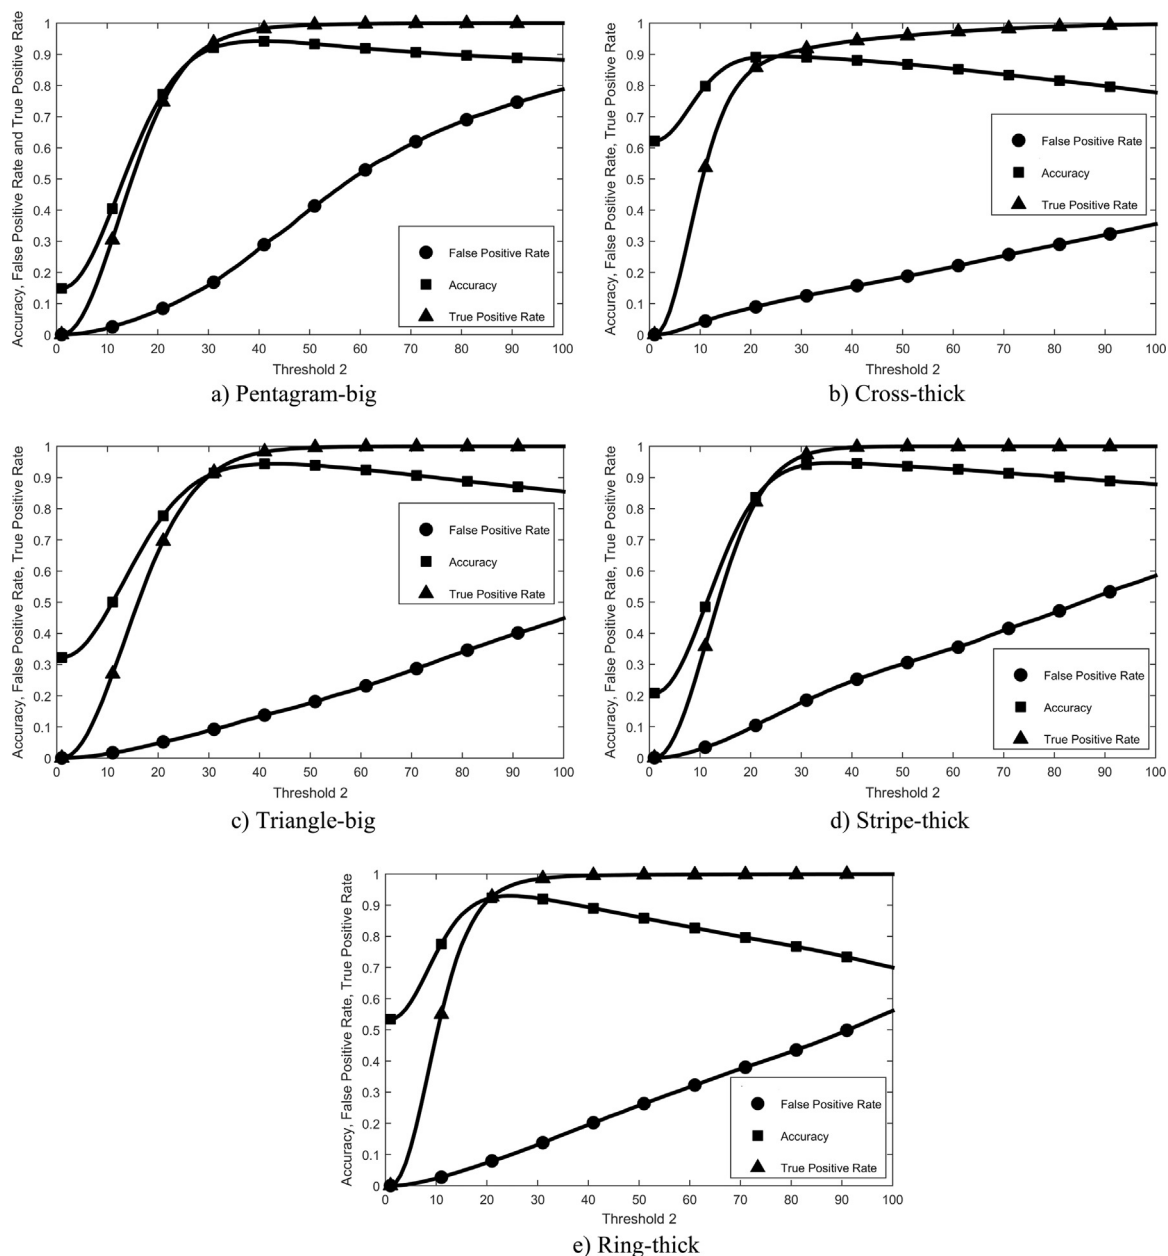 Accuracy, False Positive Rate and True Positive Rate
1
0.9
0.8
0.7
0.6
0.5
0.4
0.3
0.2
0.1
0
False Positive Rate
Accuracy
True Positive Rate
0 10 20 30 40 50 60 70 80 90 100
Threshold 2
a) Pentagram-big
Accuracy, False Positive Rate, True Positive Rate
1
0.9
0.8
0.7
0.6
0.5
0.4
0.3
0.2
0.1
0
False Positive Rate
Accuracy
True Positive Rate
0 10 20 30 40 50 60 70 80 90 100
Threshold 2
b) Cross-thick
Accuracy, False Positive Rate, True Positive Rate
1
0.9
0.8
0.7
0.6
0.5
0.4
0.3
0.2
0.1
0
False Positive Rate
Accuracy
True Positive Rate
0 10 20 30 40 50 60 70 80 90 100
Threshold 2
c) Triangle-big
Accuracy, False Positive Rate, True Positive Rate
1
0.9
0.8
0.7
0.6
0.5
0.4
0.3
0.2
0.1
0
False Positive Rate
Accuracy
True Positive Rate
0 10 20 30 40 50 60 70 80 90 100
Threshold 2
d) Stripe-thick
Accuracy, False Positive Rate, True Positive Rate
1
0.9
0.8
0.7
0.6
0.5
0.4
0.3
0.2
0.1
0
False Positive Rate
Accuracy
True Positive Rate
0 10 20 30 40 50 60 70 80 90 100
Threshold 2
e) Ring-thick